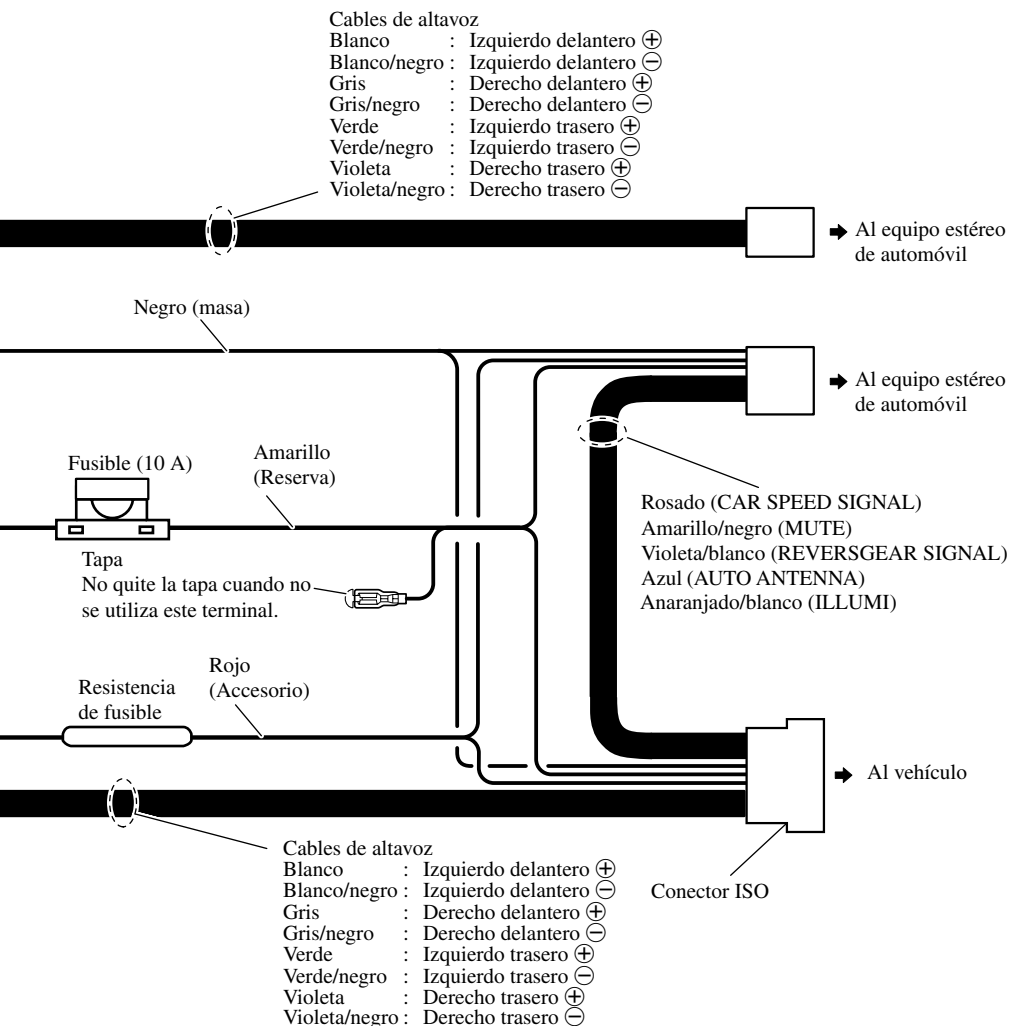 Cables de altavoz
Blanco : Izquierdo delantero ⊕
Blanco/negro : Izquierdo delantero ⊖
Gris : Derecho delantero ⊕
Gris/negro : Derecho delantero ⊖
Verde : Izquierdo trasero ⊕
Verde/negro : Izquierdo trasero ⊖
Violeta : Derecho trasero ⊕
Violeta/negro : Derecho trasero ⊖
Al equipo estéreo
de automóvil
Negro (masa)
Al equipo estéreo
de automóvil
Fusible (10 A)
Amarillo
(Reserva)
Rosado (CAR SPEED SIGNAL)
Amarillo/negro (MUTE)
Violeta/blanco (REVERSGEAR SIGNAL)
Azul (AUTO ANTENNA)
Anaranjado/blanco (ILLUMI)
Tapa
No quite la tapa cuando no
se utiliza este terminal.
Rojo
(Accesorio)
Resistencia
de fusible
Al vehículo
Conector ISO
Cables de altavoz
Blanco : Izquierdo delantero ⊕
Blanco/negro : Izquierdo delantero ⊖
Gris : Derecho delantero ⊕
Gris/negro : Derecho delantero ⊖
Verde : Izquierdo trasero ⊕
Verde/negro : Izquierdo trasero ⊖
Violeta : Derecho trasero ⊕
Violeta/negro : Derecho trasero ⊖